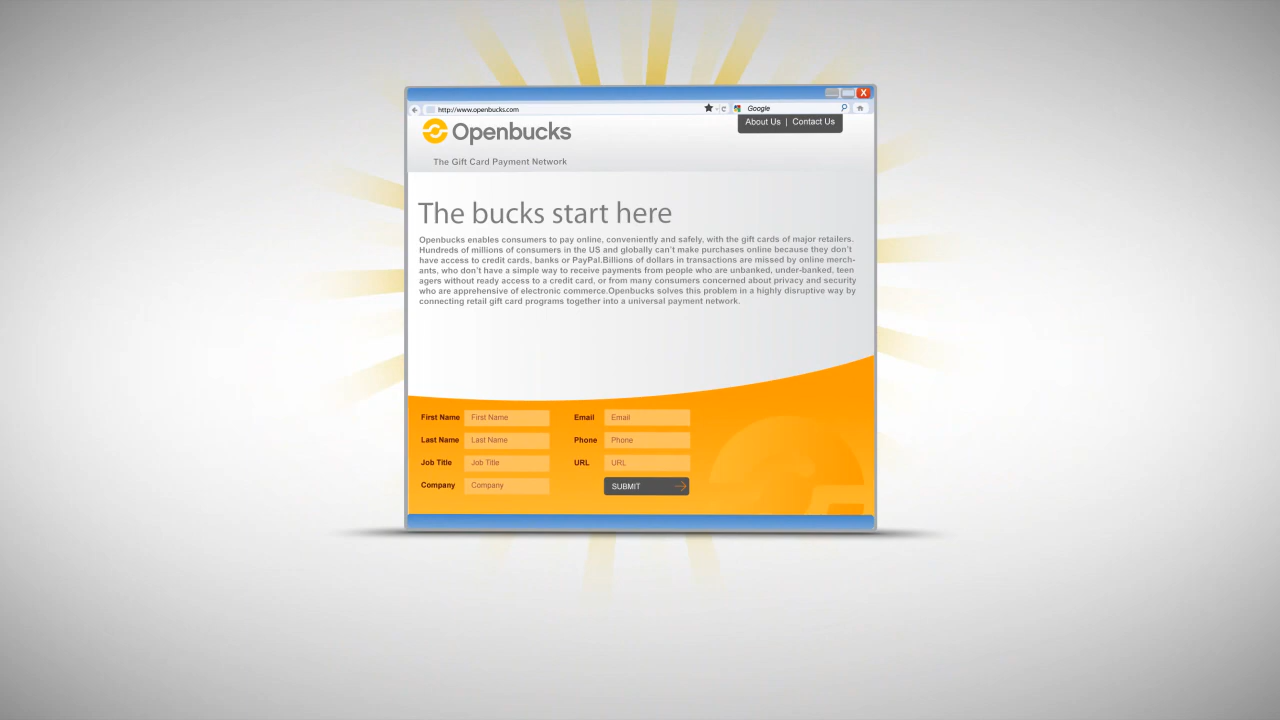 http://www.openbucks.com
Google
Openbucks
About Us | Contact Us
The Gift Card Payment Network
The bucks start here
Openbucks enables consumers to pay online, conveniently and safely, with the gift cards of major retailers.
Hundreds of millions of consumers in the US and globally can't make purchases online because they don't
have access to credit cards, banks or PayPal.Billions of dollars in transactions are missed by online merch-
ants, who don't have a simple way to receive payments from people who are unbanked, under-banked, teen
agers without ready access to a credit card, or from many consumers concerned about privacy and security
who are apprehensive of electronic commerce.Openbucks solves this problem in a highly disruptive way by
connecting retail gift card programs together into a universal payment network.
First Name First Name Email Email
Last Name Last Name Phone Phone
Job Title Job Title URL URL
Company Company SUBMIT